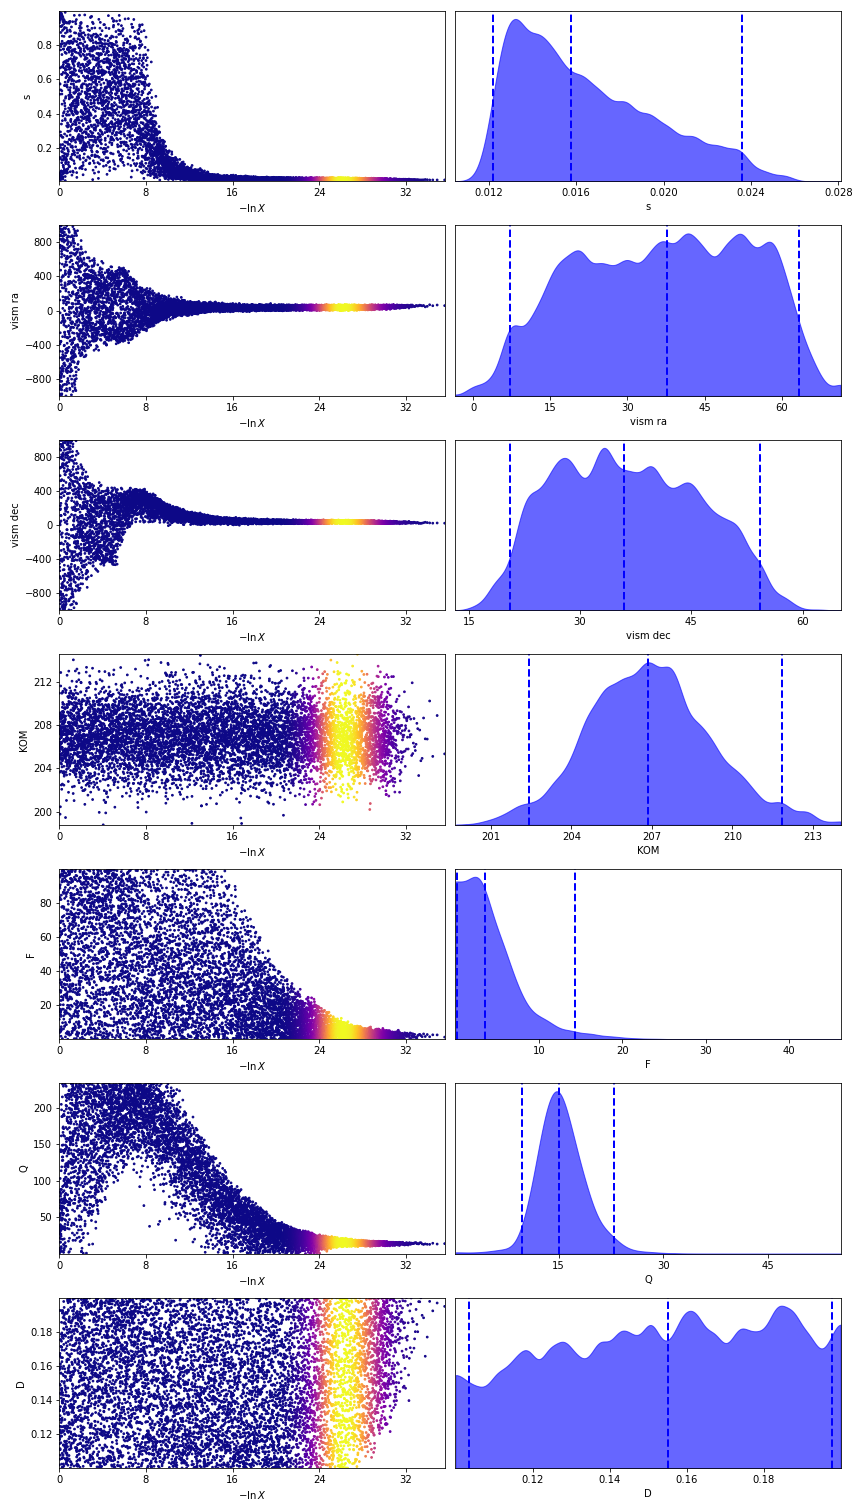 0.8
0.6
0.4
0.2
s
0 8 16 24 32
−ln X
0.012 0.016 0.020 0.024 0.028
s
800
400
0
−400
−800
vism ra
0 8 16 24 32
−ln X
0 15 30 45 60
vism ra
800
400
0
−400
−800
vism dec
0 8 16 24 32
−ln X
15 30 45 60
vism dec
212
208
204
200
KOM
0 8 16 24 32
−ln X
201 204 207 210 213
KOM
80
60
40
20
F
0 8 16 24 32
−ln X
10 20 30 40
F
200
150
100
50
Q
0 8 16 24 32
−ln X
15 30 45
Q
0.18
0.16
0.14
0.12
D
0 8 16 24 32
−ln X
0.12 0.14 0.16 0.18
D